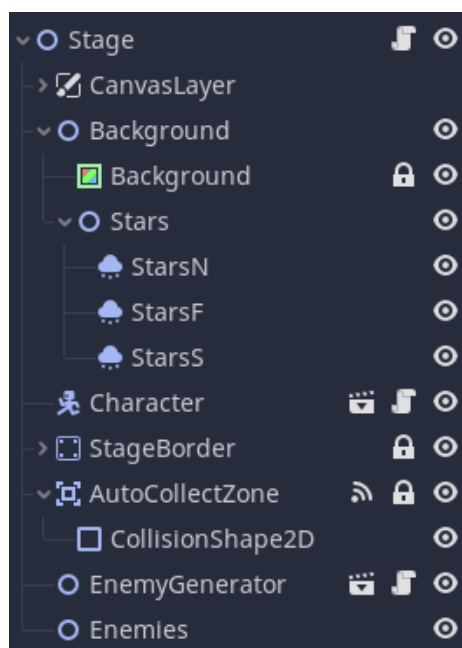 Stage
CanvasLayer
Background
Background
Stars
StarsN
StarsF
StarsS
Character
StageBorder
AutoCollectZone
CollisionShape2D
EnemyGenerator
Enemies